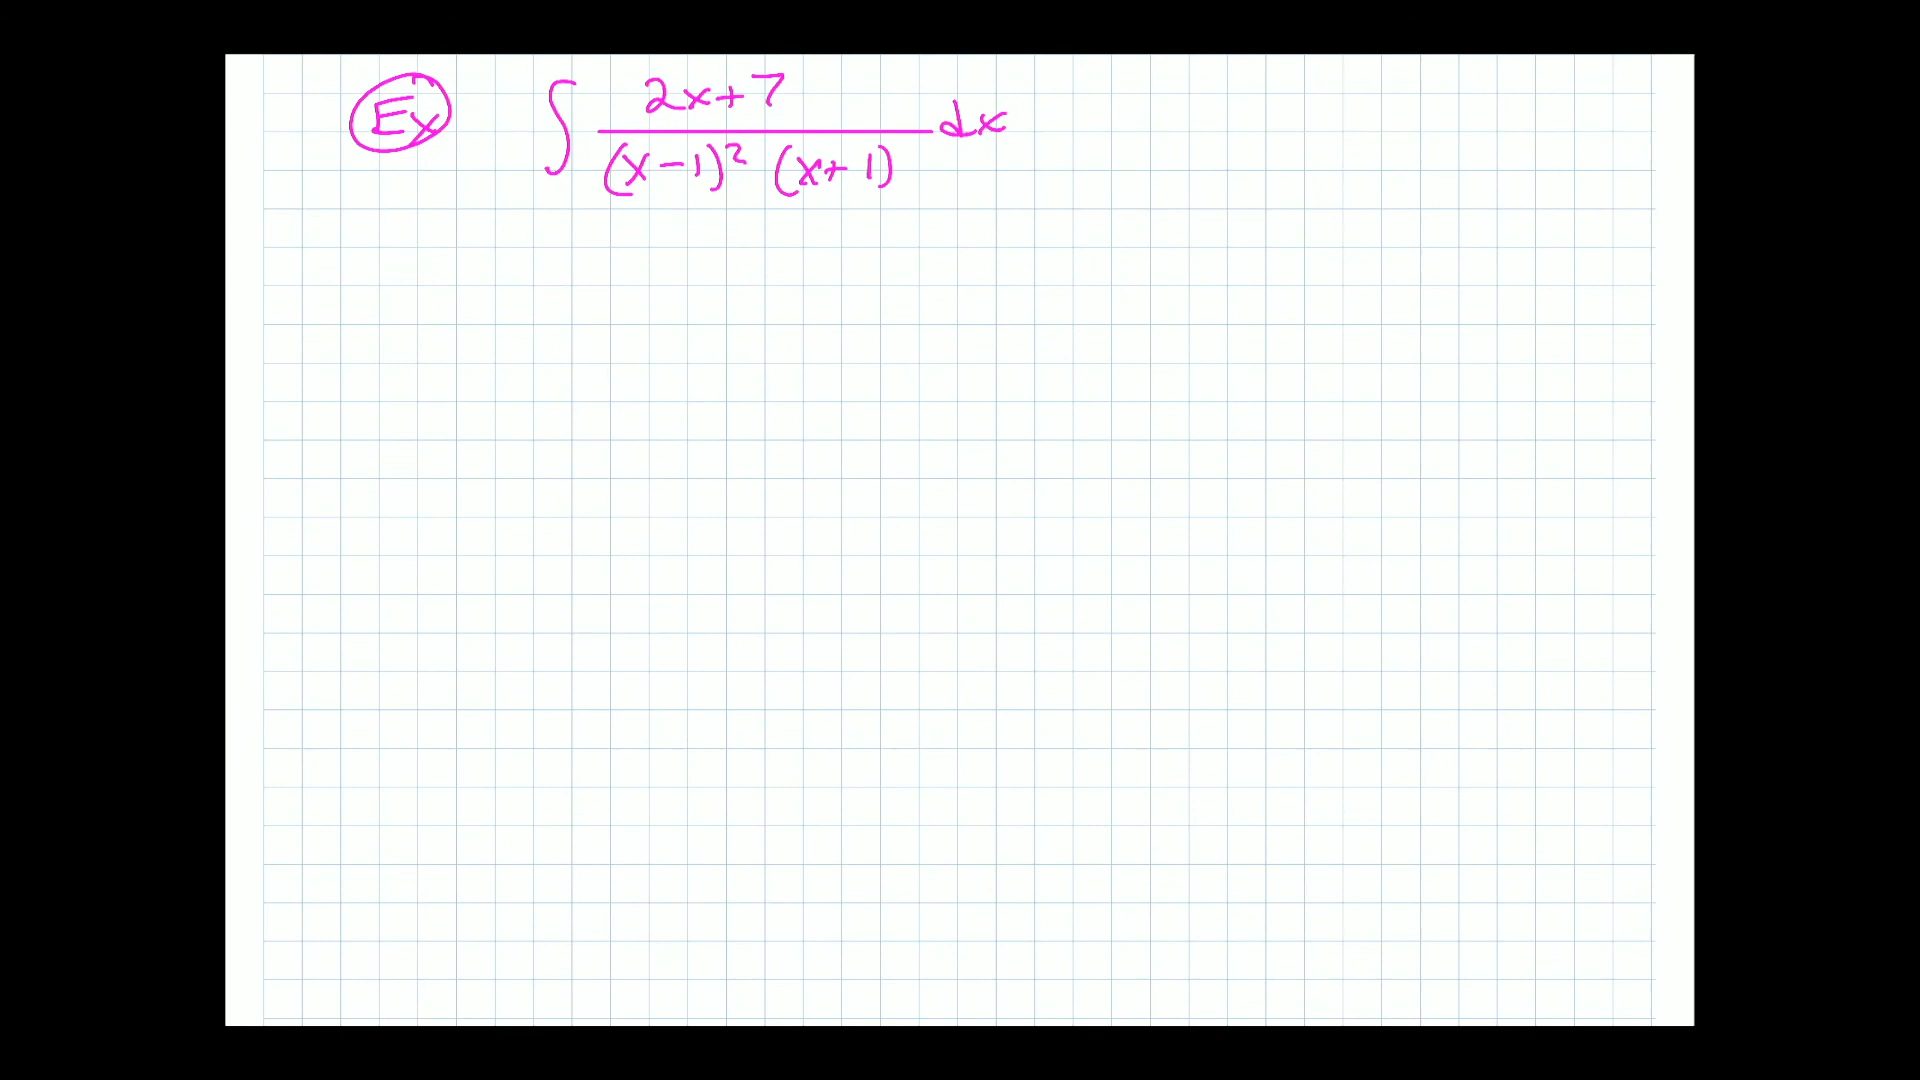 Ex ∫ (2x+7)/((x-1)² (x+1)) dx